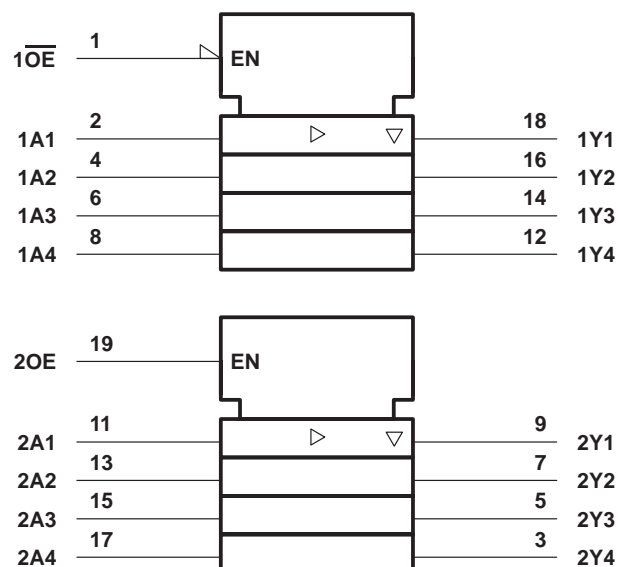 1
1O̅E̅ EN
2 18
1A1 1Y1
4 16
1A2 1Y2
6 14
1A3 1Y3
8 12
1A4 1Y4
19
2OE EN
11 9
2A1 2Y1
13 7
2A2 2Y2
15 5
2A3 2Y3
17 3
2A4 2Y4